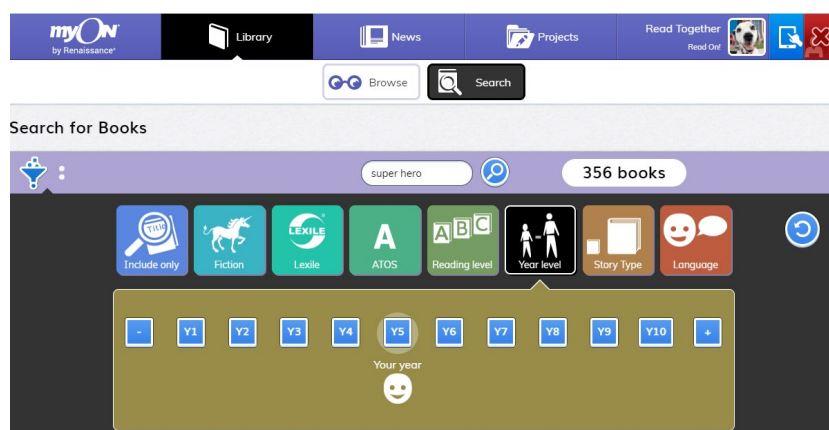 myON
by Renaissance®
Library
News
Projects
Read Together
Read On!
Browse
Search
Search for Books
super hero
356 books
Title
Include only
Fiction
LEXILE
Lexile
A
ATOS
A B C
Reading level
Year level
Story Type
Language
- Y1 Y2 Y3 Y4 Y5 Y6 Y7 Y8 Y9 Y10 +
Your year